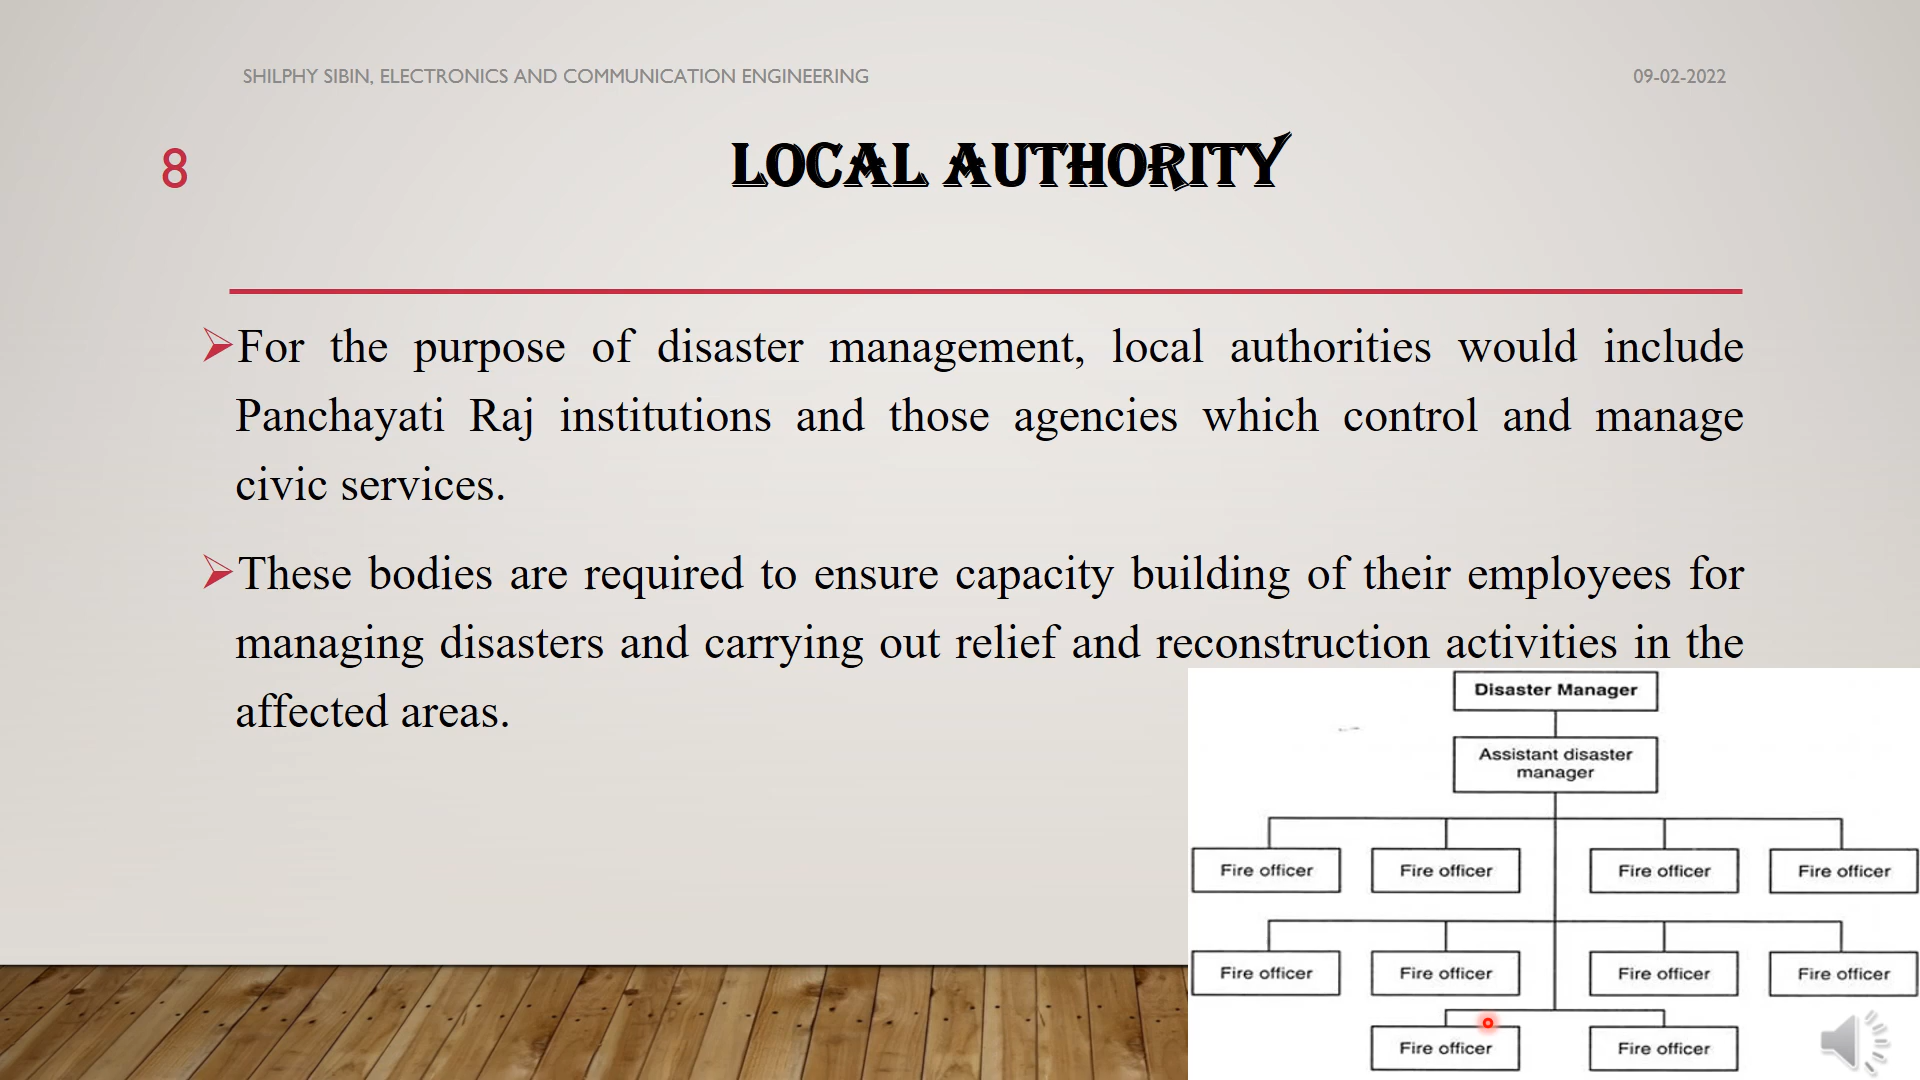 SHILPHY SIBIN, ELECTRONICS AND COMMUNICATION ENGINEERING
09-02-2022
8
LOCAL AUTHORITY
For the purpose of disaster management, local authorities would include
Panchayati Raj institutions and those agencies which control and manage
civic services.
These bodies are required to ensure capacity building of their employees for
managing disasters and carrying out relief and reconstruction activities in the
affected areas.
Disaster Manager
Assistant disaster
manager
Fire officer
Fire officer
Fire officer
Fire officer
Fire officer
Fire officer
Fire officer
Fire officer
Fire officer
Fire officer